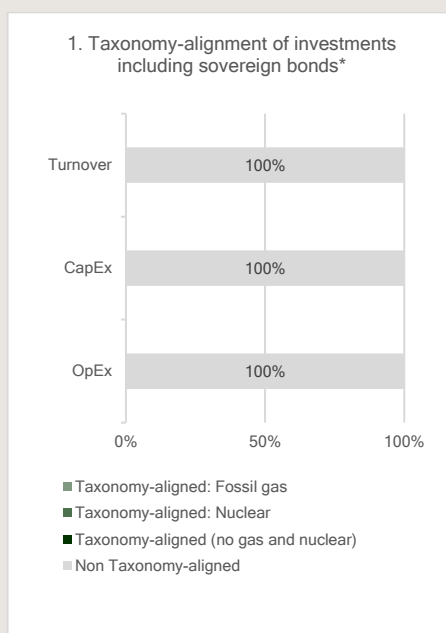 1. Taxonomy-alignment of investments
including sovereign bonds*
Turnover
100%
CapEx
100%
OpEx
100%
0%
50%
100%
Taxonomy-aligned: Fossil gas
Taxonomy-aligned: Nuclear
Taxonomy-aligned (no gas and nuclear)
Non Taxonomy-aligned